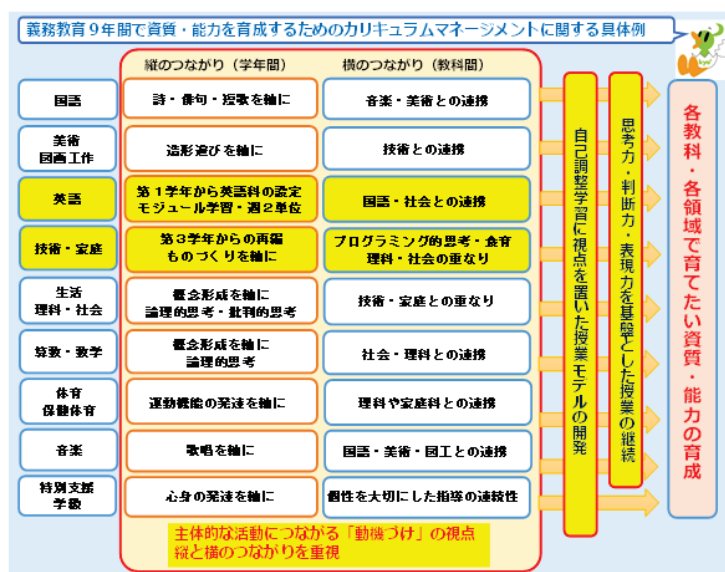 義務教育9年間で資質・能力を育成するためのカリキュラムマネージメントに関する具体例
縦のつながり（学年間）
横のつながり（教科間）
国語
詩・俳句・短歌を軸に
音楽・美術との連携
美術
図画工作
造形遊びを軸に
技術との連携
英語
第1学年から英語科の設定
モジュール学習・週2単位
国語・社会との連携
技術・家庭
第3学年からの再編
ものづくりを軸に
プログラミング的思考・食育
理科・社会の重なり
生活
理科・社会
概念形成を軸に
論理的思考・批判的思考
技術・家庭との重なり
算数・数学
概念形成を軸に
論理的思考
社会・理科との連携
体育
保健体育
運動機能の発達を軸に
理科や家庭科との連携
音楽
歌唱を軸に
国語・美術・図工との連携
特別支援
学級
心身の発達を軸に
個性を大切にした指導の連続性
主体的な活動につながる「動機づけ」の視点
縦と横のつながりを重視
自己調整学習に視点を置いた授業モデルの開発
思考力・判断力・表現力を基盤とした授業の継続
各教科・各領域で育てたい資質・能力の育成